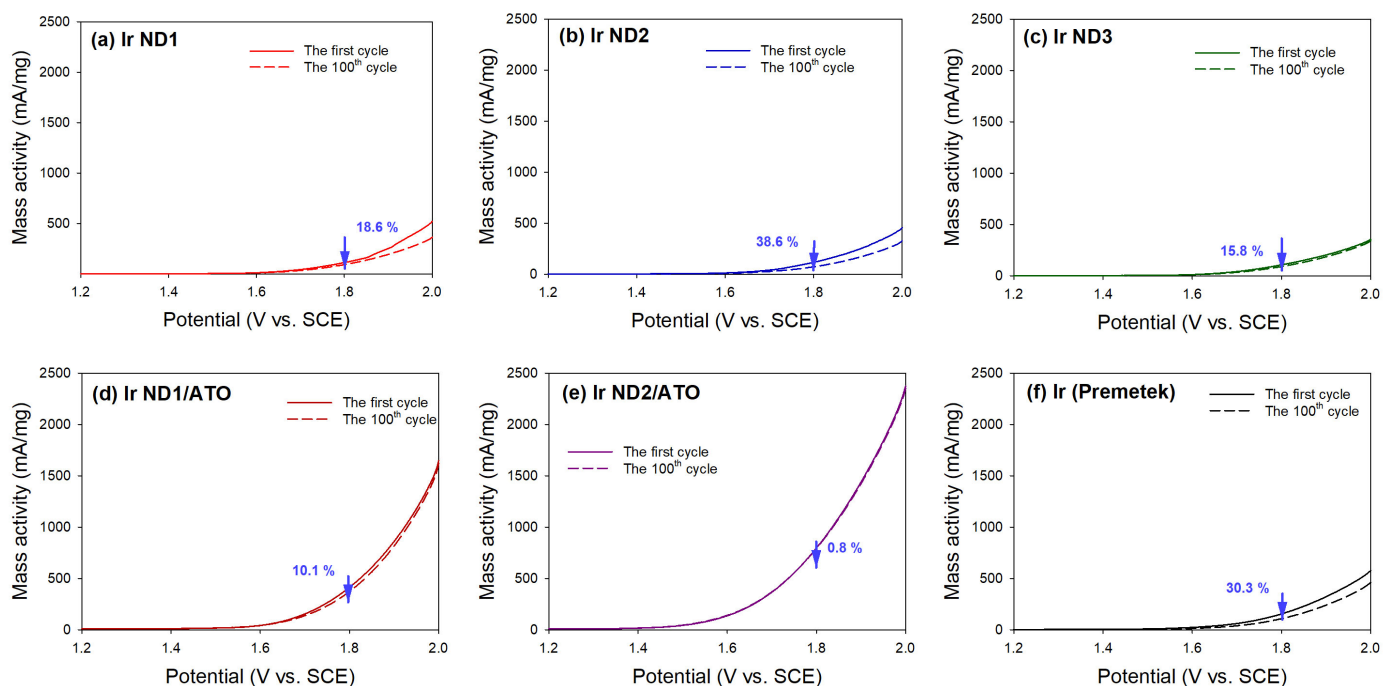 (a) Ir ND1
The first cycle
The 100th cycle
18.6 %
2500
2000
1500
1000
500
1.2 1.4 1.6 1.8 2.0
Mass activity (mA/mg)
Potential (V vs. SCE)
(b) Ir ND2
The first cycle
The 100th cycle
38.6 %
2500
2000
1500
1000
500
0
1.2 1.4 1.6 1.8 2.0
Mass activity (mA/mg)
Potential (V vs. SCE)
(c) Ir ND3
The first cycle
The 100th cycle
15.8 %
2500
2000
1500
1000
500
0
1.2 1.4 1.6 1.8 2.0
Mass activity (mA/mg)
Potential (V vs. SCE)
(d) Ir ND1/ATO
The first cycle
The 100th cycle
10.1 %
2500
2000
1500
1000
500
0
1.2 1.4 1.6 1.8 2.0
Mass activity (mA/mg)
Potential (V vs. SCE)
(e) Ir ND2/ATO
The first cycle
The 100th cycle
0.8 %
2500
2000
1500
1000
500
0
1.2 1.4 1.6 1.8 2.0
Mass activity (mA/mg)
Potential (V vs. SCE)
(f) Ir (Premetek)
The first cycle
The 100th cycle
30.3 %
2500
2000
1500
1000
500
0
1.2 1.4 1.6 1.8 2.0
Mass activity (mA/mg)
Potential (V vs. SCE)